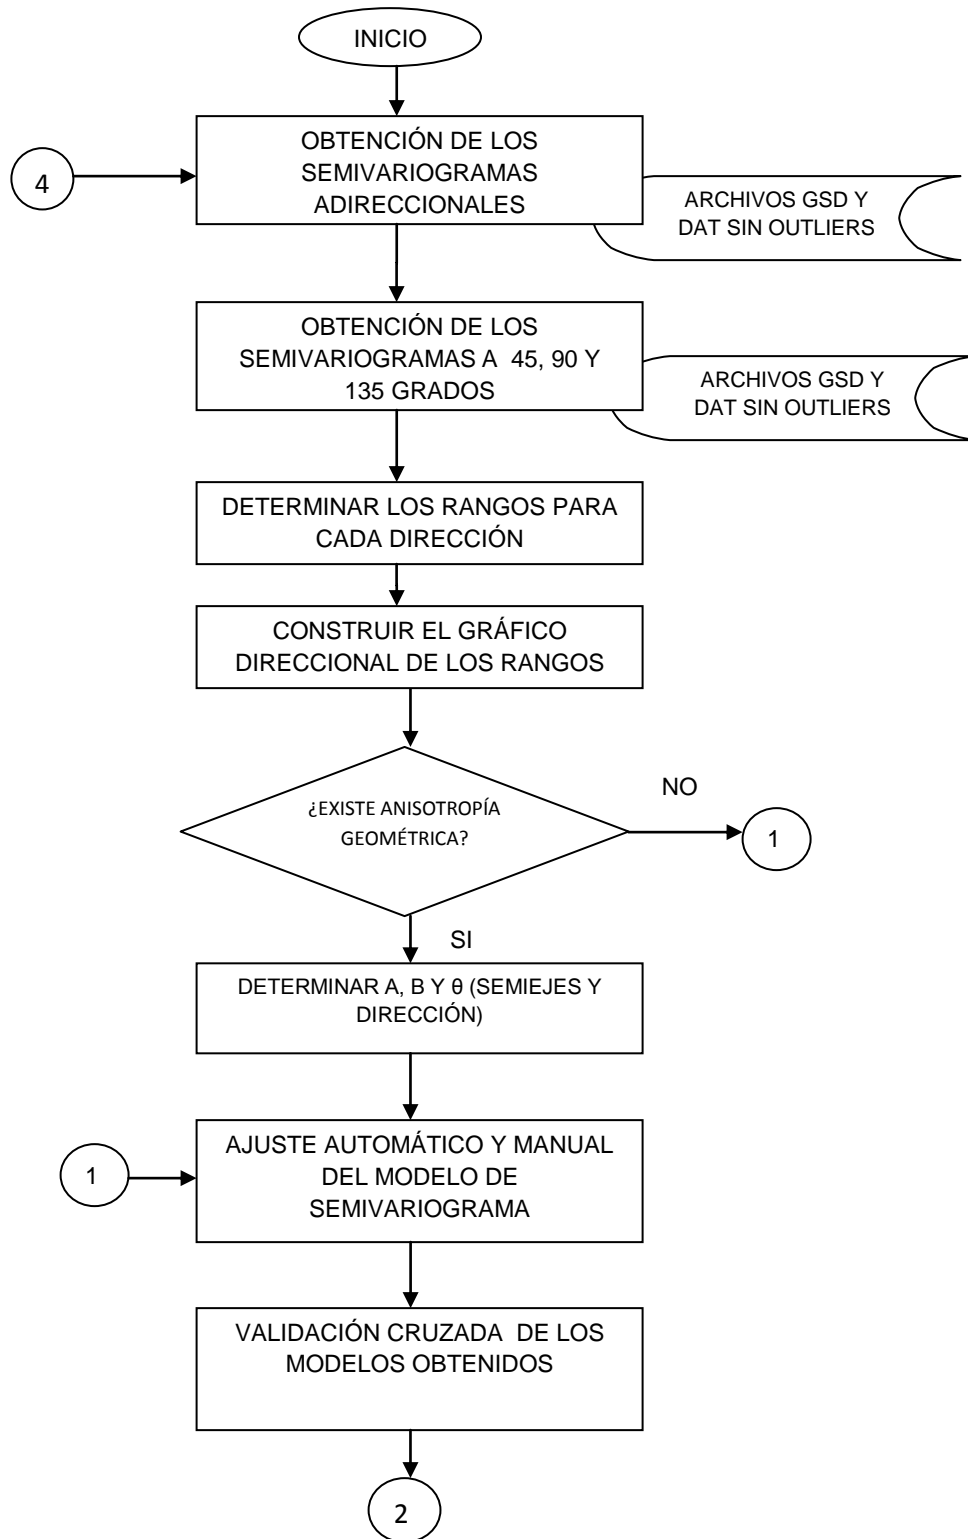 INICIO
4
OBTENCIÓN DE LOS
SEMIVARIOGRAMAS
ADIRECCIONALES
ARCHIVOS GSD Y
DAT SIN OUTLIERS
OBTENCIÓN DE LOS
SEMIVARIOGRAMAS A 45, 90 Y
135 GRADOS
ARCHIVOS GSD Y
DAT SIN OUTLIERS
DETERMINAR LOS RANGOS PARA
CADA DIRECCIÓN
CONSTRUIR EL GRÁFICO
DIRECCIONAL DE LOS RANGOS
¿EXISTE ANISOTROPÍA
GEOMÉTRICA?
NO
1
SI
DETERMINAR A, B Y θ (SEMIEJES Y
DIRECCIÓN)
1
AJUSTE AUTOMÁTICO Y MANUAL
DEL MODELO DE
SEMIVARIOGRAMA
VALIDACIÓN CRUZADA DE LOS
MODELOS OBTENIDOS
2